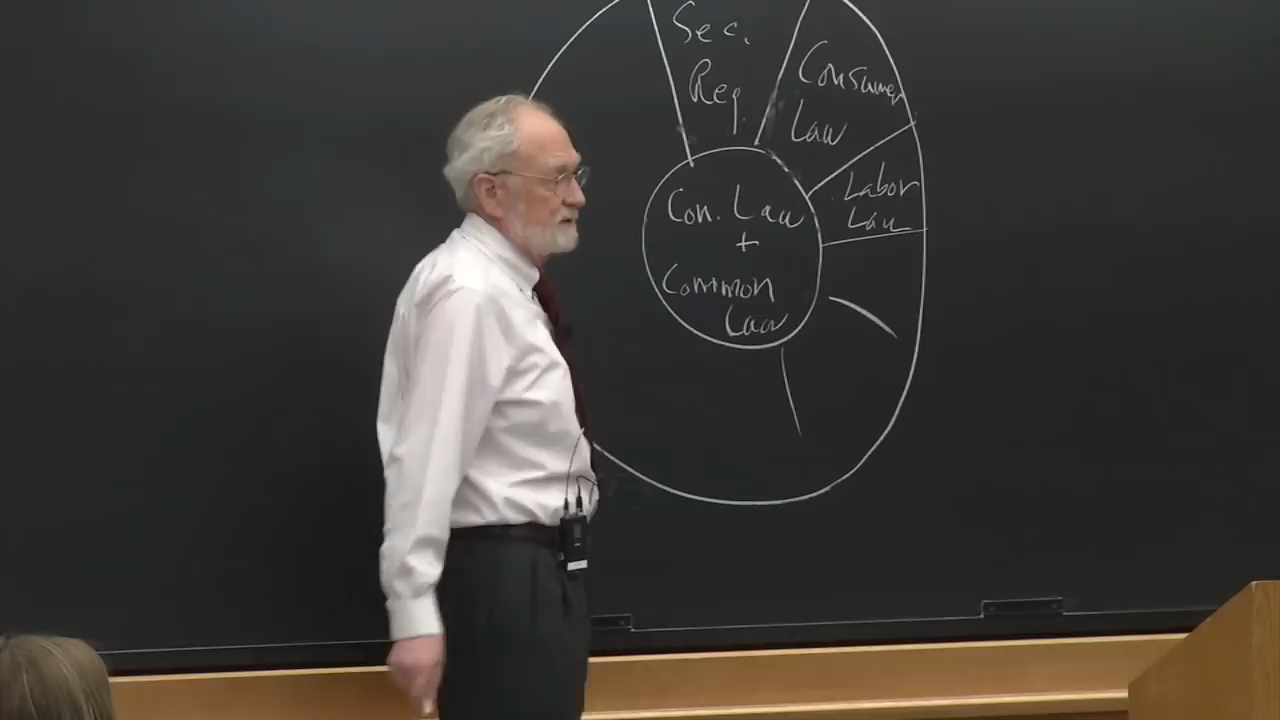 Sec.
Reg.
Consumer
Law
Labor
Law
Con. Law
+
Common
Law